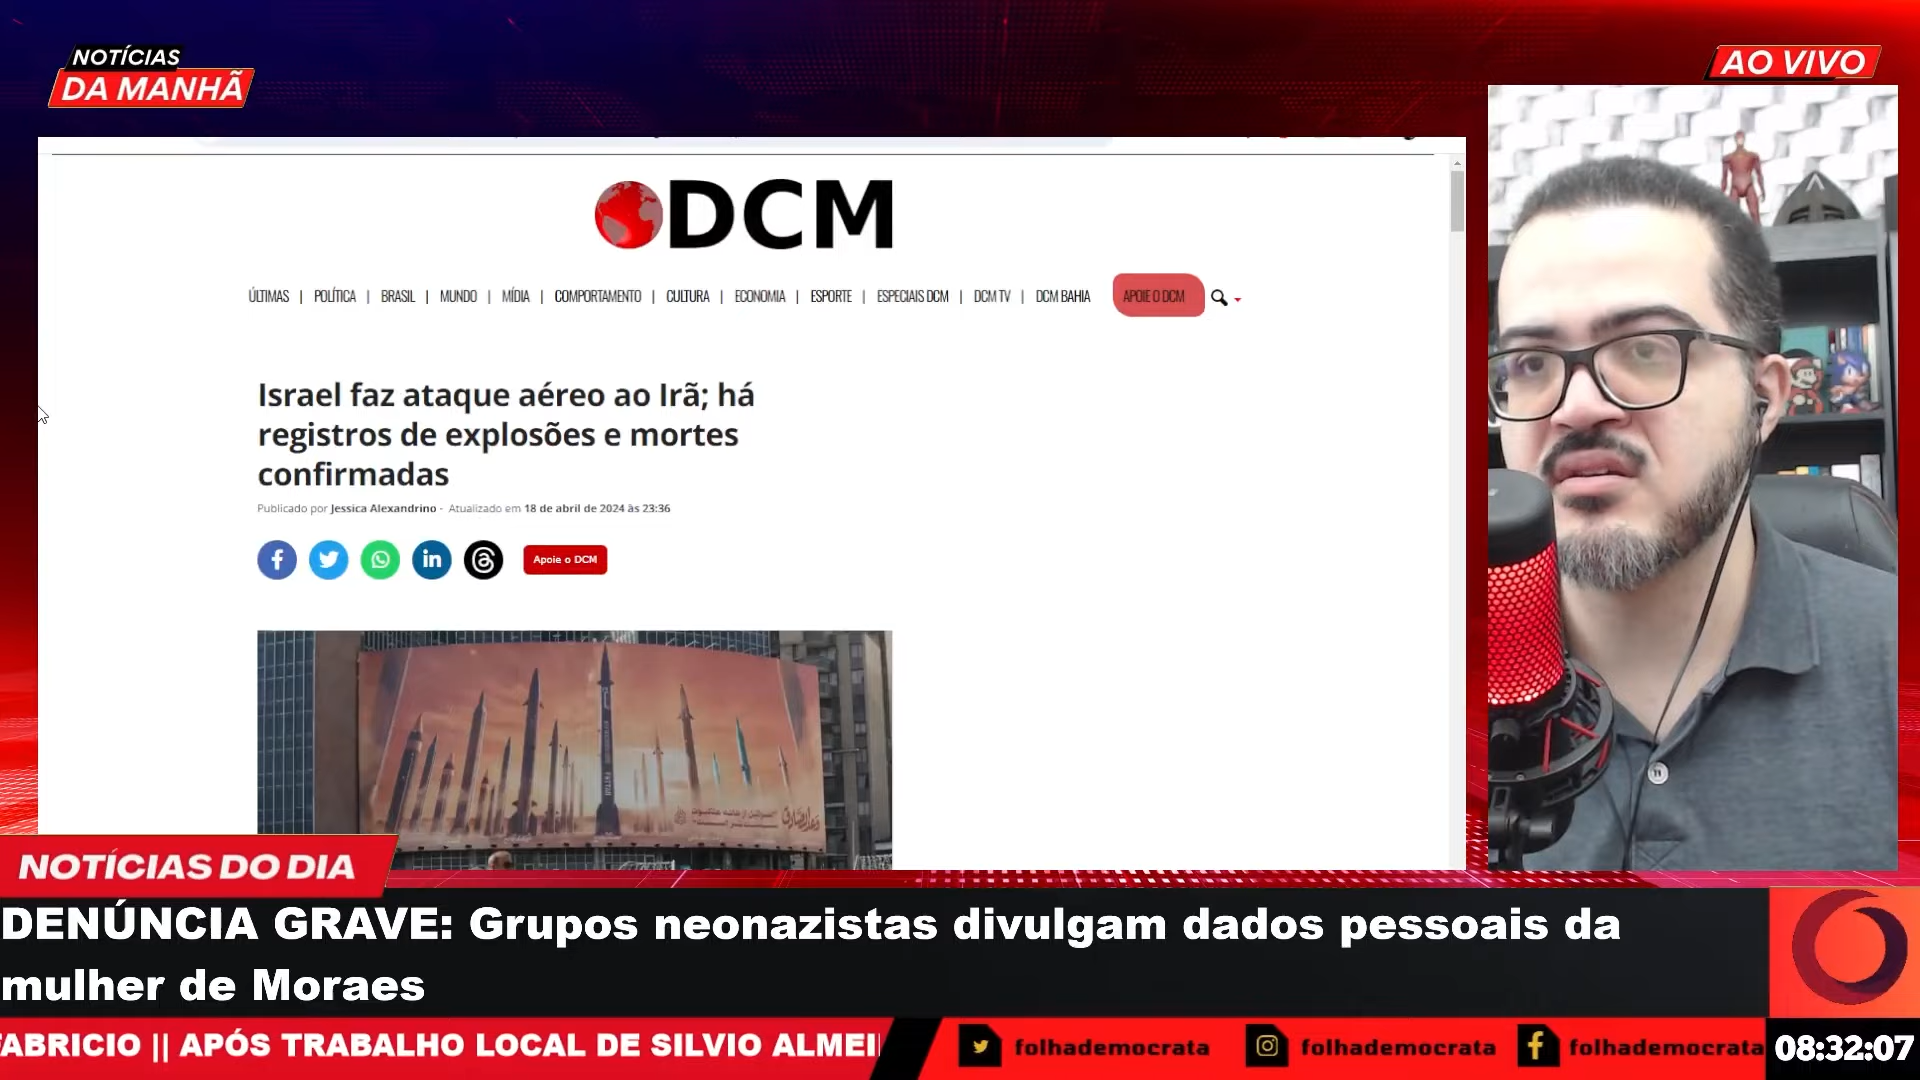 NOTÍCIAS
DA MANHÃ
AO VIVO
DCM
ÚLTIMAS | POLÍTICA | BRASIL | MUNDO | MÍDIA | COMPORTAMENTO | CULTURA | ECONOMIA | ESPORTE | ESPECIAIS DCM | DCM TV | DCM BAHIA APOIE O DCM
Israel faz ataque aéreo ao Irã; há
registros de explosões e mortes
confirmadas
Publicado por Jessica Alexandrino - Atualizado em 18 de abril de 2024 às 23:36
Apoie o DCM
NOTÍCIAS DO DIA
DENÚNCIA GRAVE: Grupos neonazistas divulgam dados pessoais da
mulher de Moraes
FABRICIO || APÓS TRABALHO LOCAL DE SILVIO ALMEI
folhademocrata folhademocrata folhademocrata
08:32:07